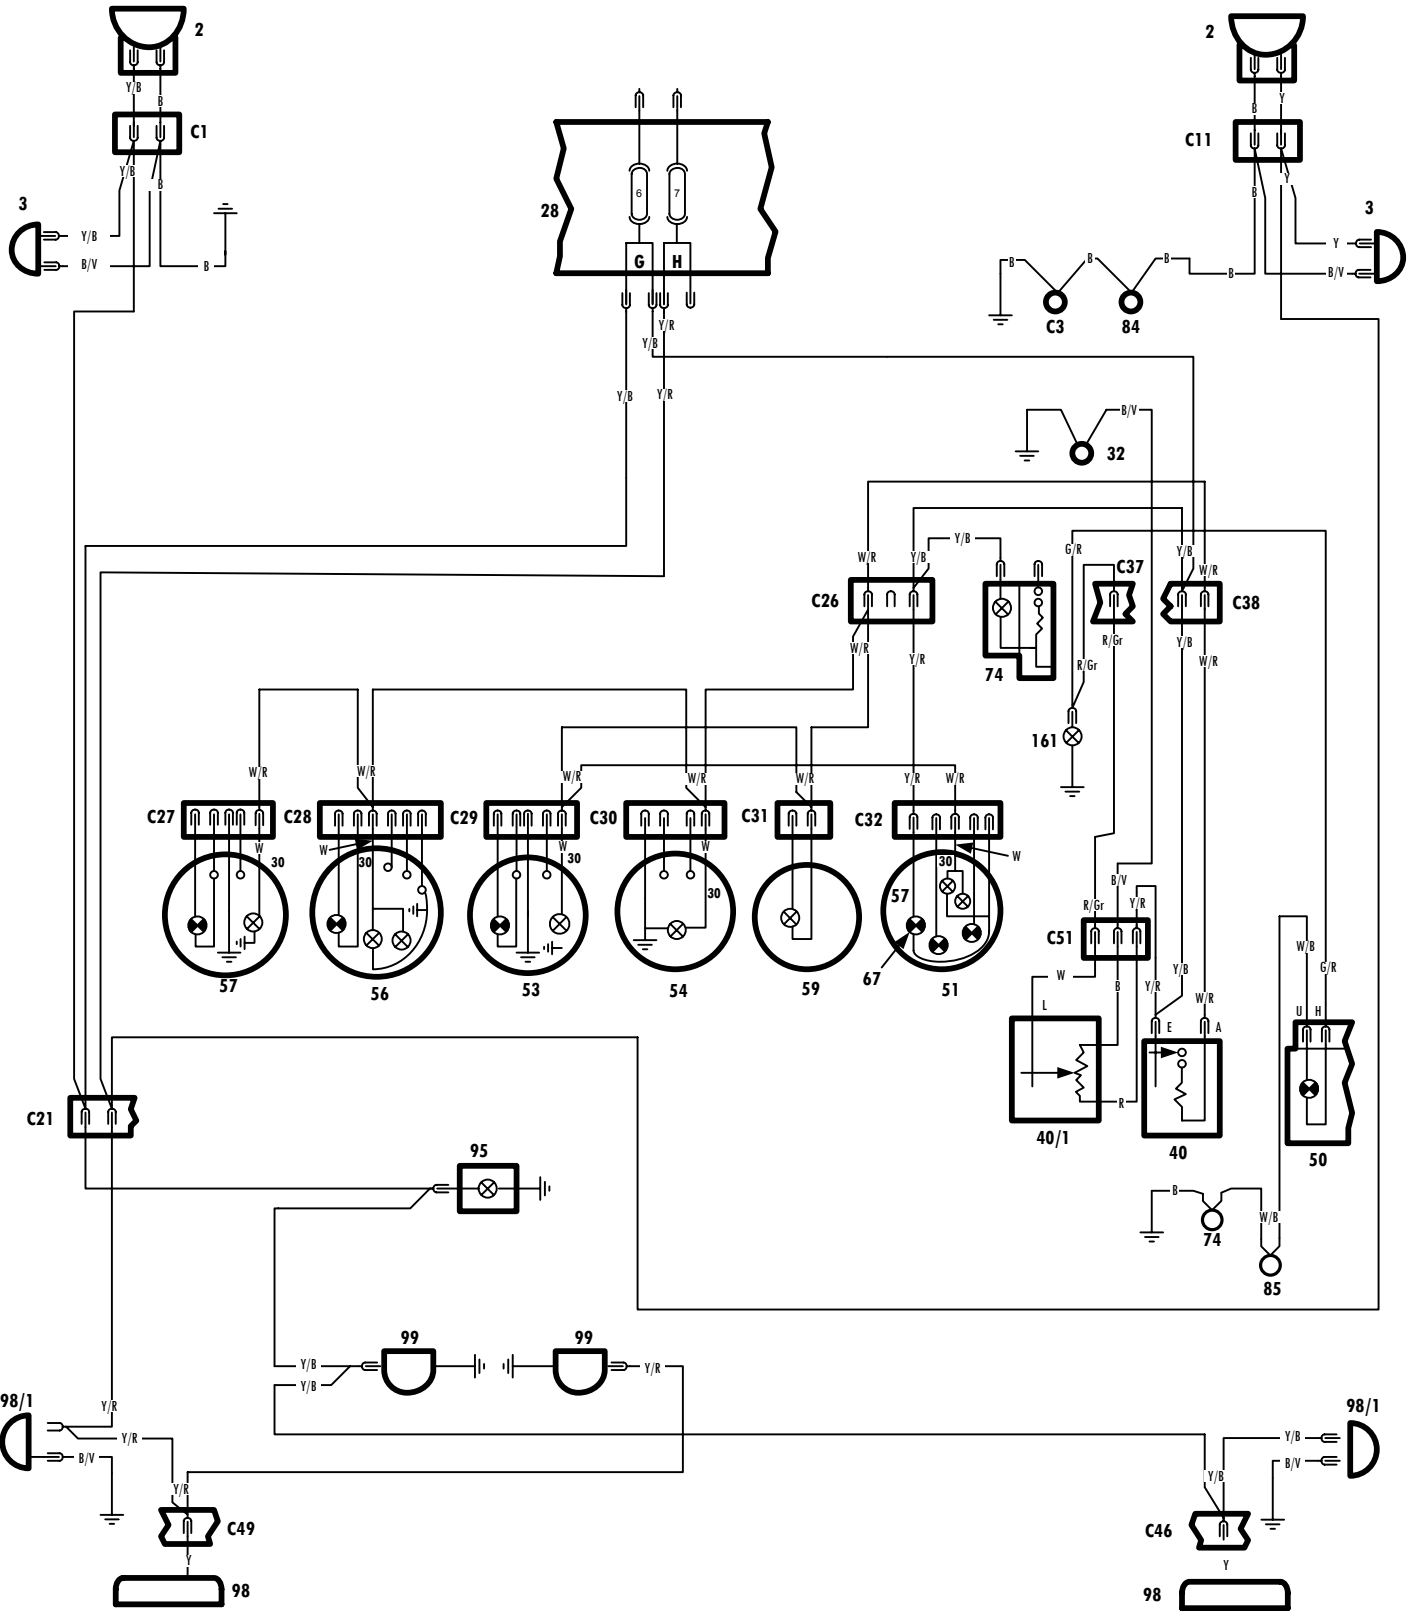 2
2
Y/B
B
B
Y
C1
C11
Y/B
B
B
Y
3
3
6
7
28
Y/B
B/V
B
G
H
B
B
B
B
Y
B/V
C3
84
Y/R
Y/B
Y/B
Y/R
B/V
32
W/R
Y/B
Y/B
G/R
C37
Y/B
W/R
C26
C38
W/R
Y/R
R/Gr
Y/B
W/R
R/Gr
74
161
W/R
W/R
W/R
W/R
W/R
Y/R
W/R
C27
C28
C29
C30
C31
C32
W
30
W
30
W
30
W
30
30
W
57
67
57
56
53
54
59
51
B/V
Y/R
R/Gr
C51
W
B
Y/R
Y/B
W/R
W/B
G/R
L
E
A
U
H
R
C21
40/1
40
50
95
B
W/B
74
85
99
99
Y/B
Y/B
Y/R
98/1
Y/R
Y/R
B/V
98/1
Y/B
B/V
Y/R
Y/B
C49
C46
Y
Y
98
98